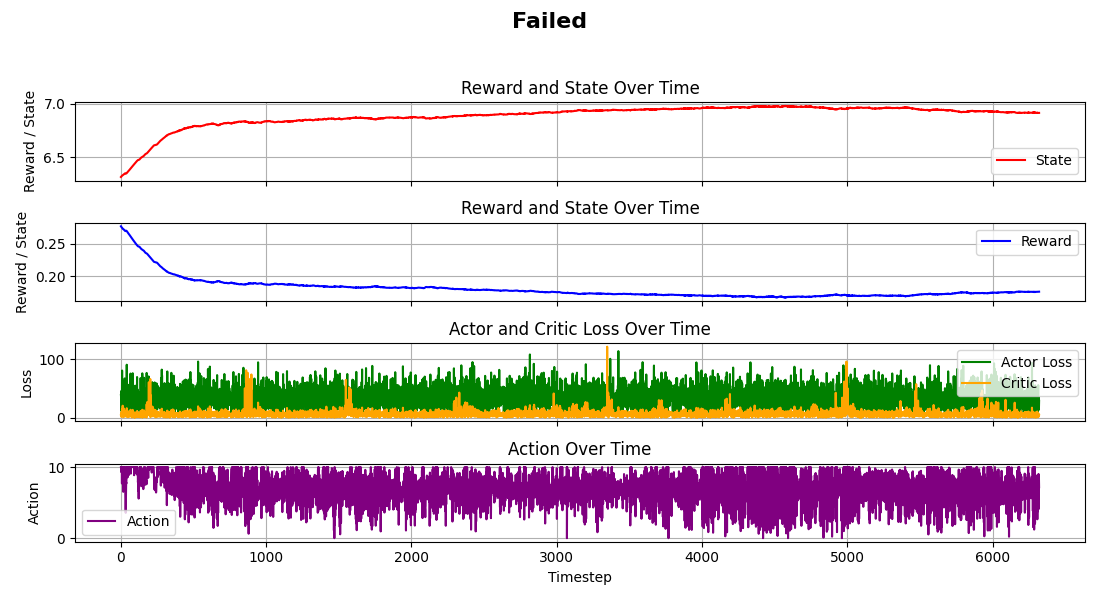 Failed
Reward and State Over Time
Reward / State
7.0
6.5
State
Reward and State Over Time
Reward / State
0.25
0.20
Reward
Actor and Critic Loss Over Time
Loss
100
0
Actor Loss
Critic Loss
Action Over Time
Action
10
0
Action
0 1000 2000 3000 4000 5000 6000
Timestep